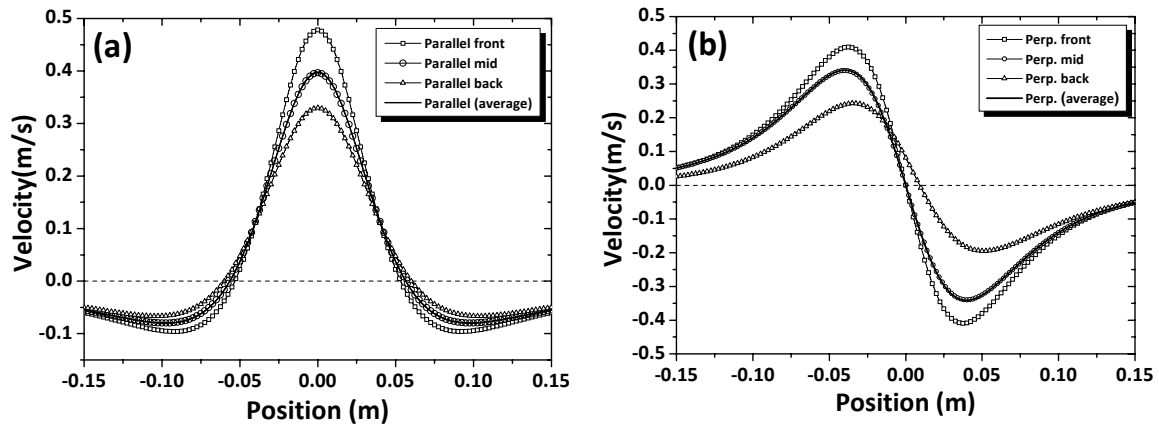 (a)
Parallel front
Parallel mid
Parallel back
Parallel (average)
0.5
0.4
0.3
0.2
0.1
0.0
-0.1
Velocity(m/s)
-0.15 -0.10 -0.05 0.00 0.05 0.10 0.15
Position (m)
(b)
Perp. front
Perp. mid
Perp. back
Perp. (average)
0.5
0.4
0.3
0.2
0.1
0.0
-0.1
-0.2
-0.3
-0.4
-0.5
Velocity(m/s)
-0.15 -0.10 -0.05 0.00 0.05 0.10 0.15
Position (m)